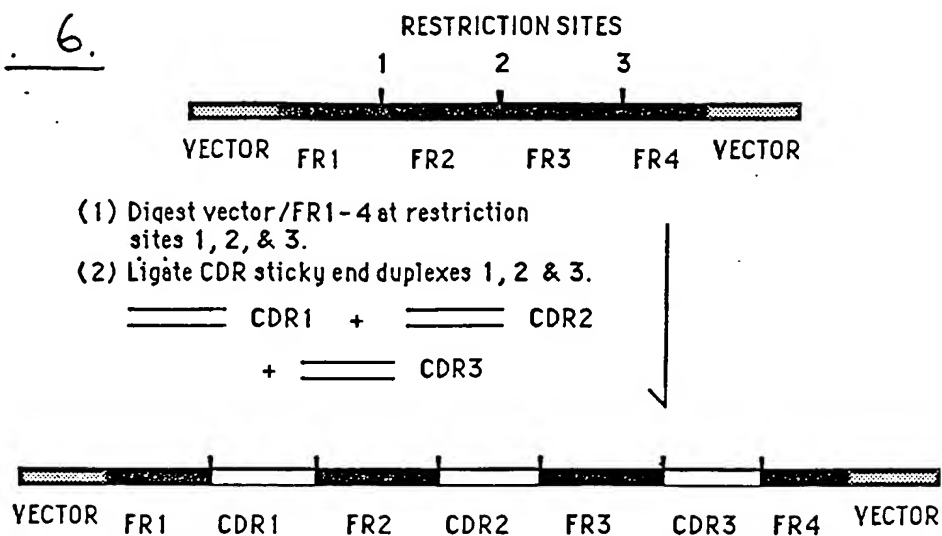 . 6.
RESTRICTION SITES
1 2 3
VECTOR FR1 FR2 FR3 FR4 VECTOR
(1) Digest vector/FR1-4 at restriction
sites 1, 2, & 3.
(2) Ligate CDR sticky end duplexes 1, 2 & 3.
CDR1 + CDR2
+ CDR3
VECTOR FR1 CDR1 FR2 CDR2 FR3 CDR3 FR4 VECTOR